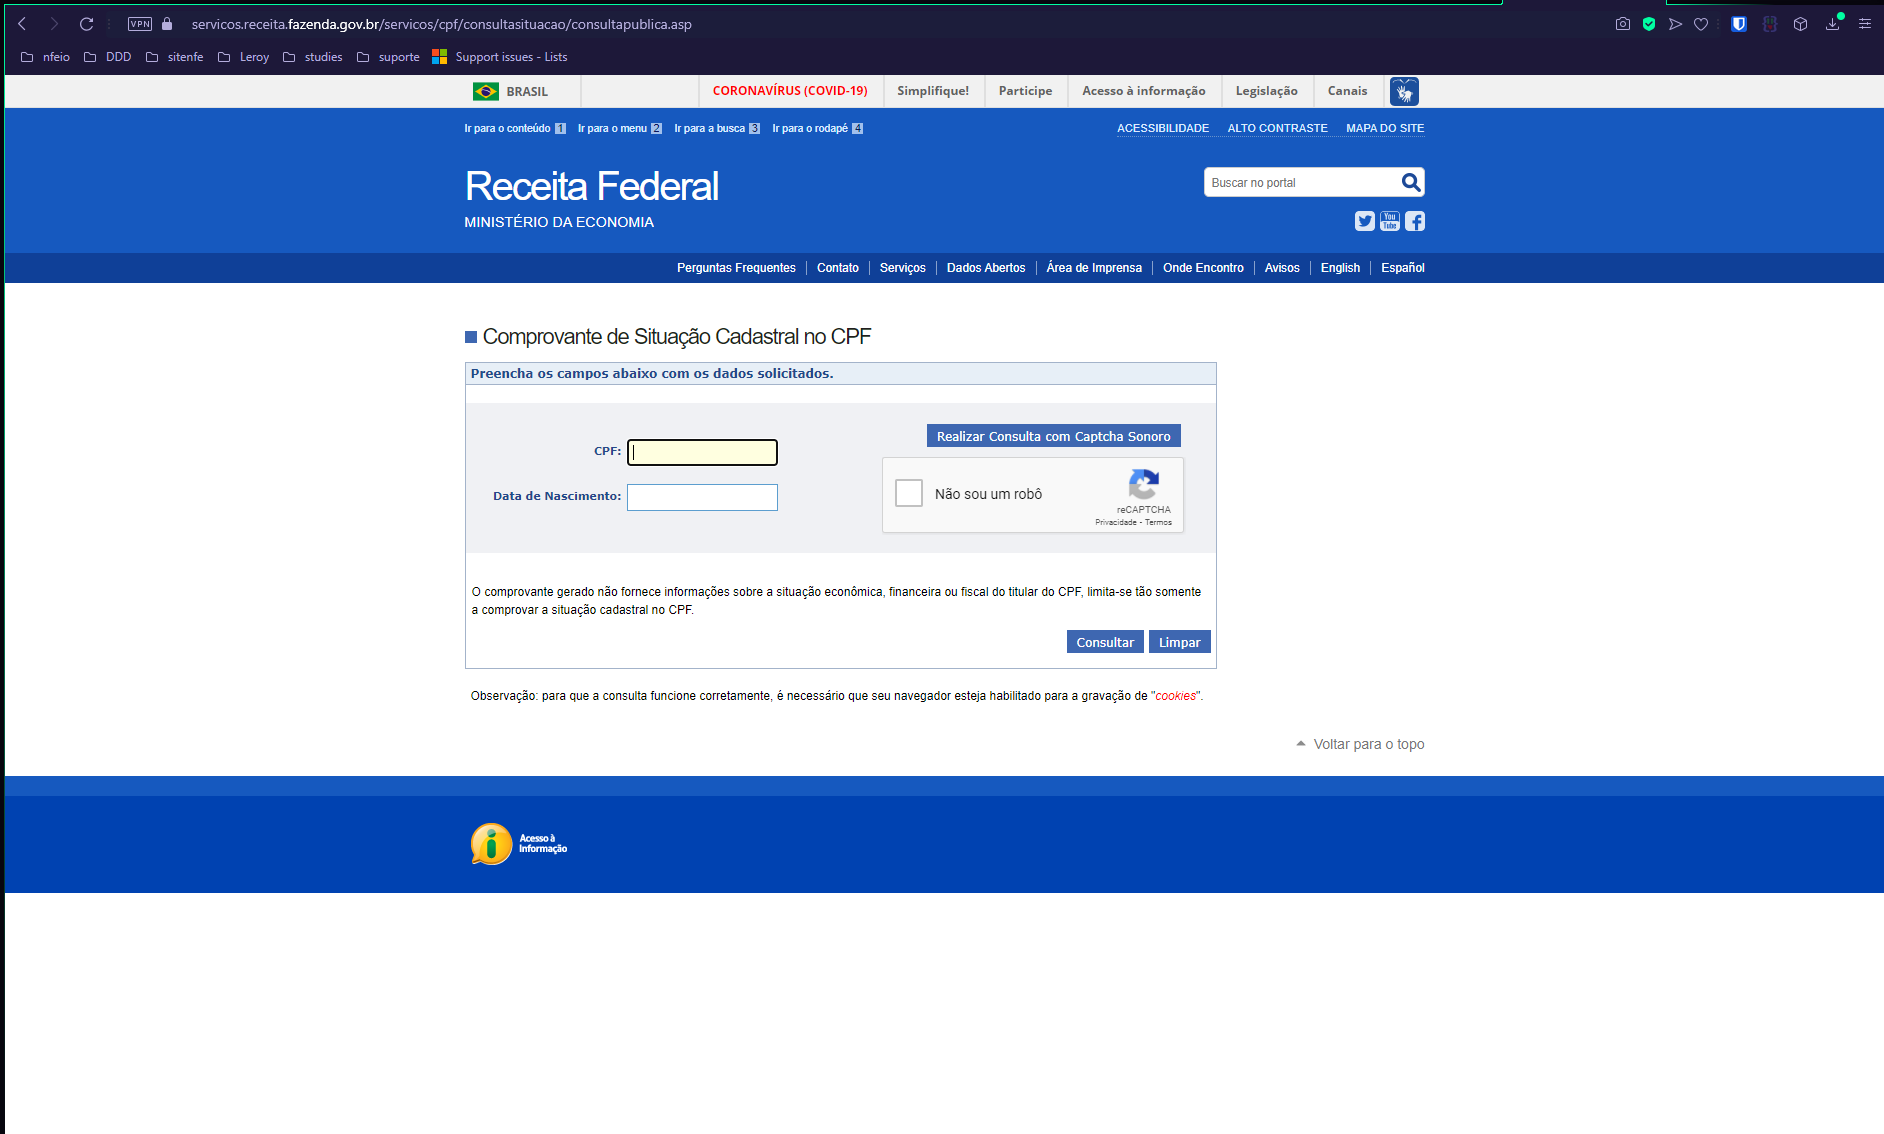 VPN servicos.receita.fazenda.gov.br/servicos/cpf/consultasituacao/consultapublica.asp
nfeio DDD sitenfe Leroy studies suporte Support issues - Lists
BRASIL CORONAVÍRUS (COVID-19) Simplifique! Participe Acesso à informação Legislação Canais
Ir para o conteúdo 1 Ir para o menu 2 Ir para a busca 3 Ir para o rodapé 4 ACESSIBILIDADE ALTO CONTRASTE MAPA DO SITE
Receita Federal
Buscar no portal
MINISTÉRIO DA ECONOMIA
You Tube
Perguntas Frequentes Contato Serviços Dados Abertos Área de Imprensa Onde Encontro Avisos English Español
Comprovante de Situação Cadastral no CPF
Preencha os campos abaixo com os dados solicitados.
Realizar Consulta com Captcha Sonoro
CPF:
Data de Nascimento:
Não sou um robô
reCAPTCHA
Privacidade - Termos
O comprovante gerado não fornece informações sobre a situação econômica, financeira ou fiscal do titular do CPF, limita-se tão somente
a comprovar a situação cadastral no CPF.
Consultar Limpar
Observação: para que a consulta funcione corretamente, é necessário que seu navegador esteja habilitado para a gravação de "cookies".
Voltar para o topo
Acesso à
Informação